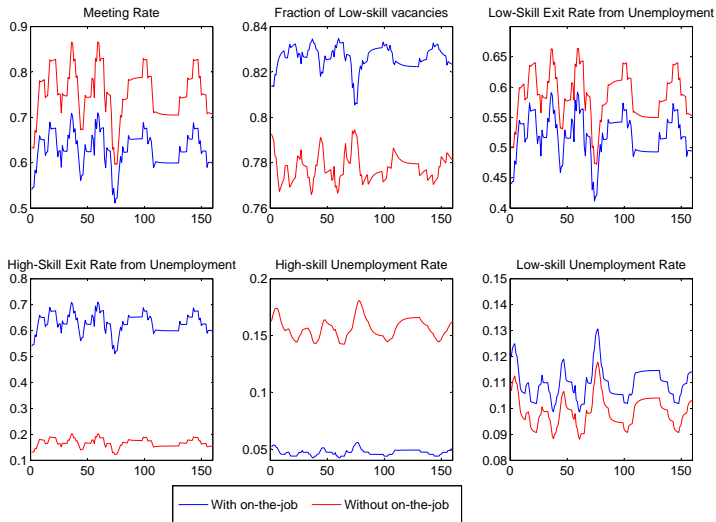 Meeting Rate
0.9
0.8
0.7
0.6
0.5
0 50 100 150
Fraction of Low-skill vacancies
0.84
0.82
0.8
0.78
0.76
0 50 100 150
Low-Skill Exit Rate from Unemployment
0.7
0.65
0.6
0.55
0.5
0.45
0.4
0 50 100 150
High-Skill Exit Rate from Unemployment
0.8
0.7
0.6
0.5
0.4
0.3
0.2
0.1
0 50 100 150
High-skill Unemployment Rate
0.2
0.15
0.1
0.05
0 50 100 150
Low-skill Unemployment Rate
0.15
0.14
0.13
0.12
0.11
0.1
0.09
0.08
0 50 100 150
With on-the-job
Without on-the-job